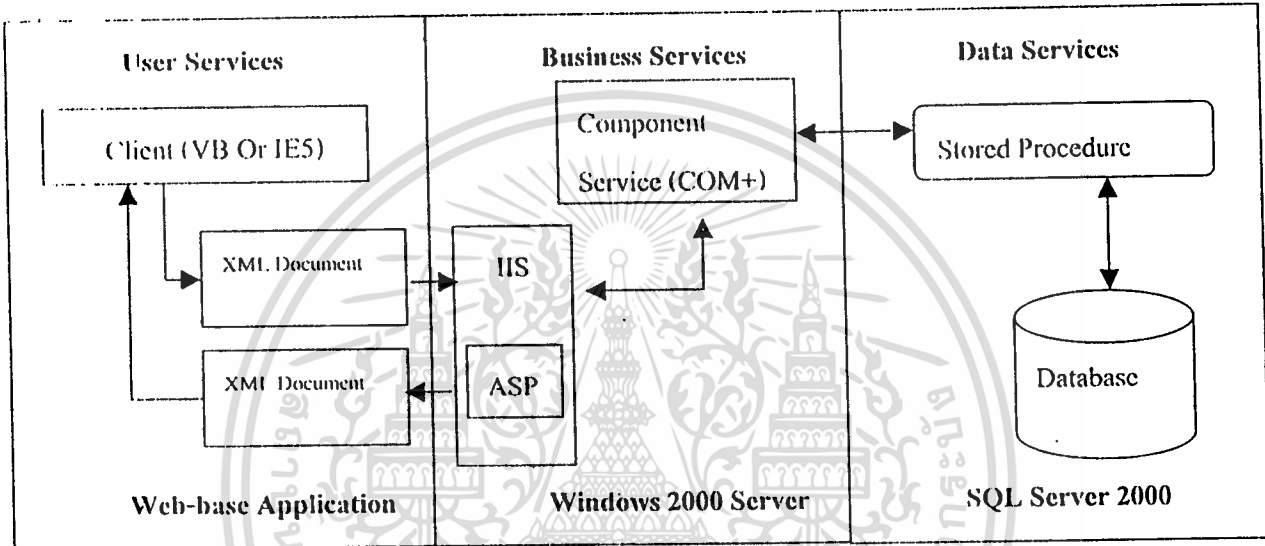 User Services
Business Services
Data Services
Client (VB Or IE5)
Component
Service (COM+)
Stored Procedure
XML Document
IIS
XML Document
ASP
Database
Web-base Application
Windows 2000 Server
SQL Server 2000